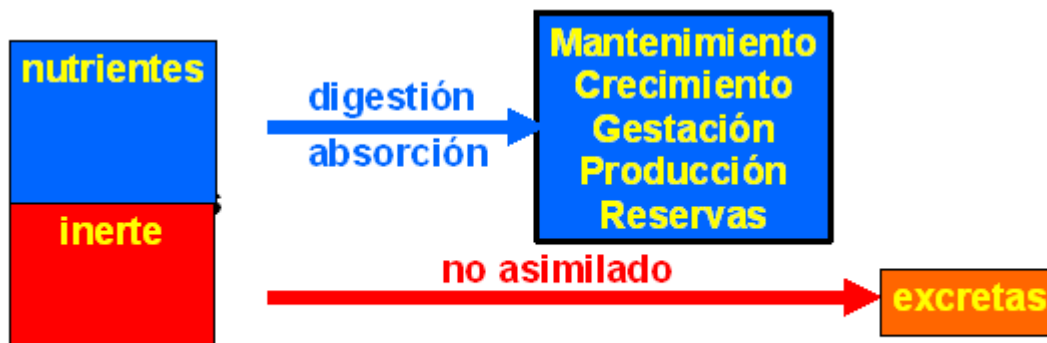 nutrientes
digestión
absorción
Mantenimiento
Crecimiento
Gestación
Producción
Reservas
inerte
no asimilado
excretas